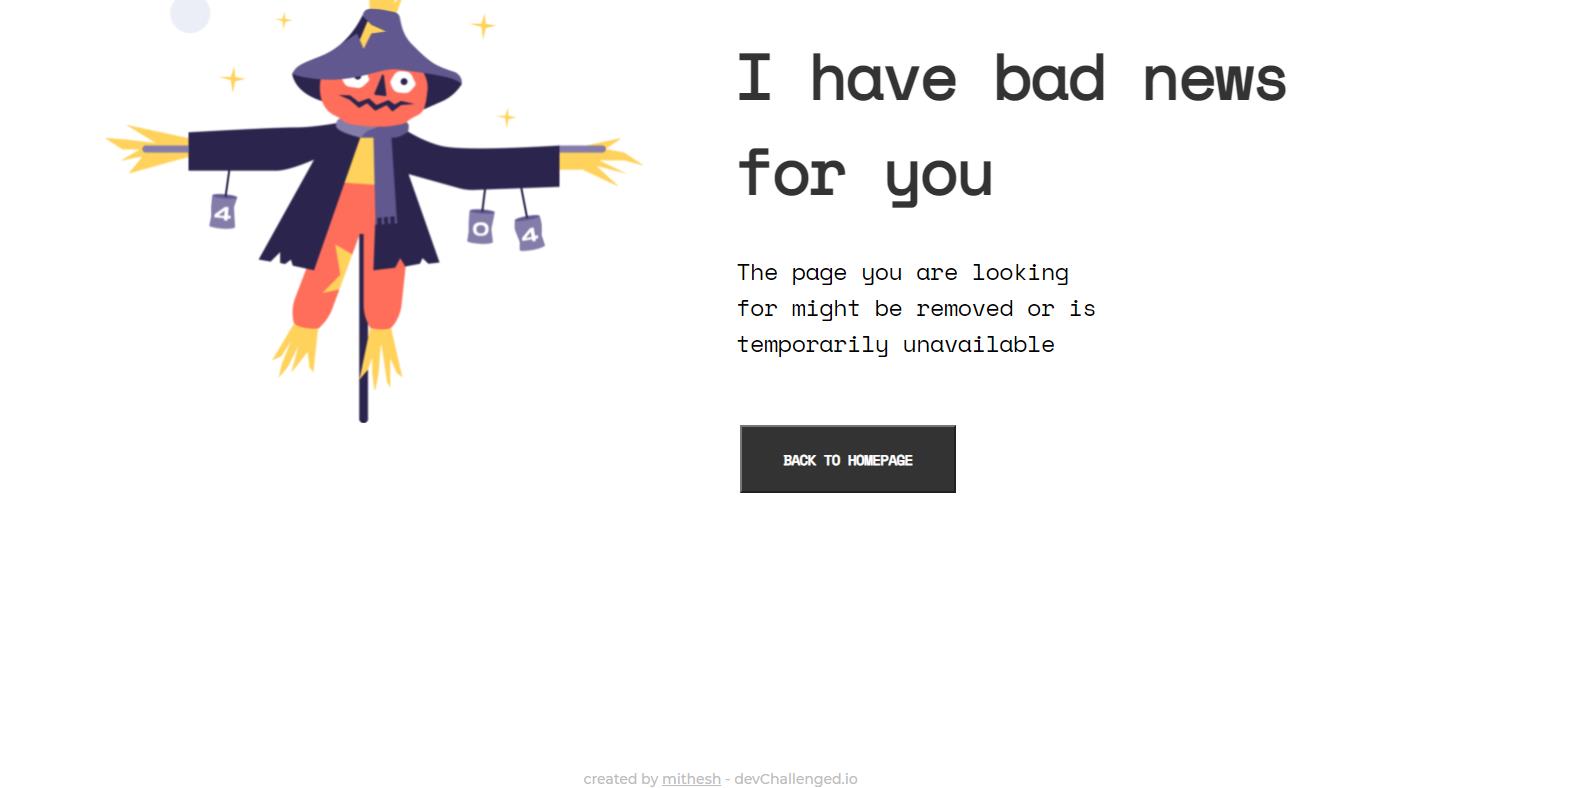 I have bad news
for you
4
0
4
The page you are looking
for might be removed or is
temporarily unavailable
BACK TO HOMEPAGE
created by mithesh - devChallenged.io